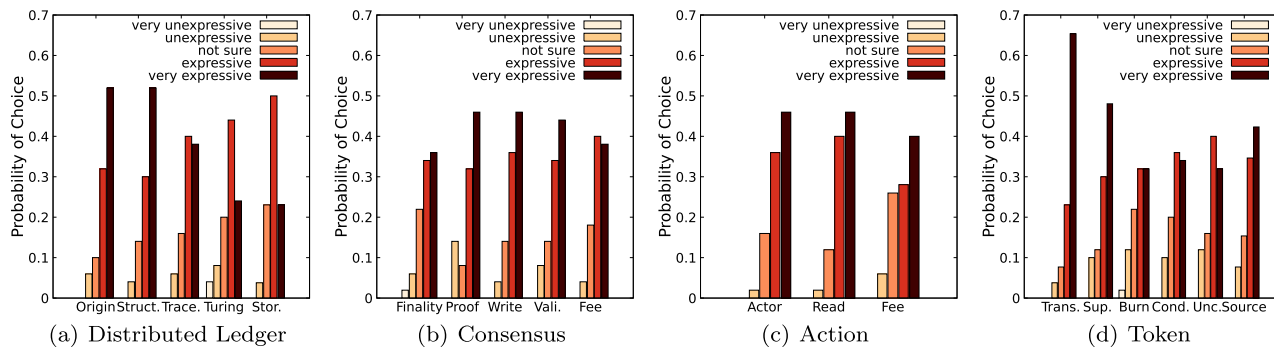 0.7
0.6
0.5
0.4
0.3
0.2
0.1
0
Probability of Choice
very unexpressive
unexpressive
not sure
expressive
very expressive
Origin Struct. Trace. Turing Stor.
(a) Distributed Ledger
0.7
0.6
0.5
0.4
0.3
0.2
0.1
0
Probability of Choice
very unexpressive
unexpressive
not sure
expressive
very expressive
Finality Proof Write Vali. Fee
(b) Consensus
0.7
0.6
0.5
0.4
0.3
0.2
0.1
0
Probability of Choice
very unexpressive
unexpressive
not sure
expressive
very expressive
Actor Read Fee
(c) Action
0.7
0.6
0.5
0.4
0.3
0.2
0.1
0
Probability of Choice
very unexpressive
unexpressive
not sure
expressive
very expressive
Trans. Sup. Burn Cond. Unc. Source
(d) Token